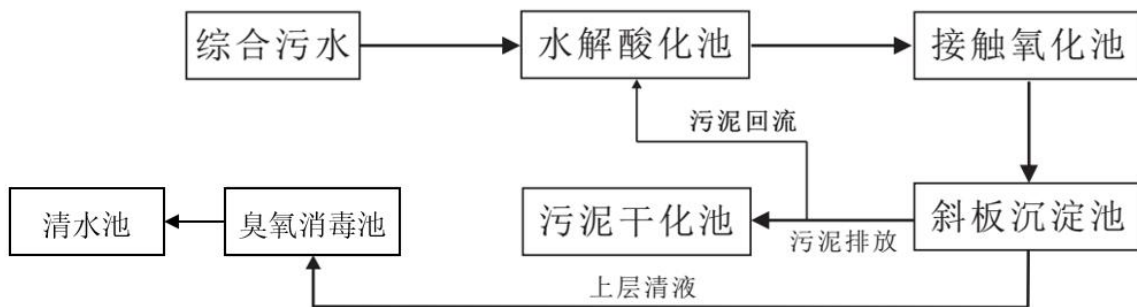 综合污水
水解酸化池
接触氧化池
污泥回流
清水池
臭氧消毒池
污泥干化池
斜板沉淀池
污泥排放
上层清液